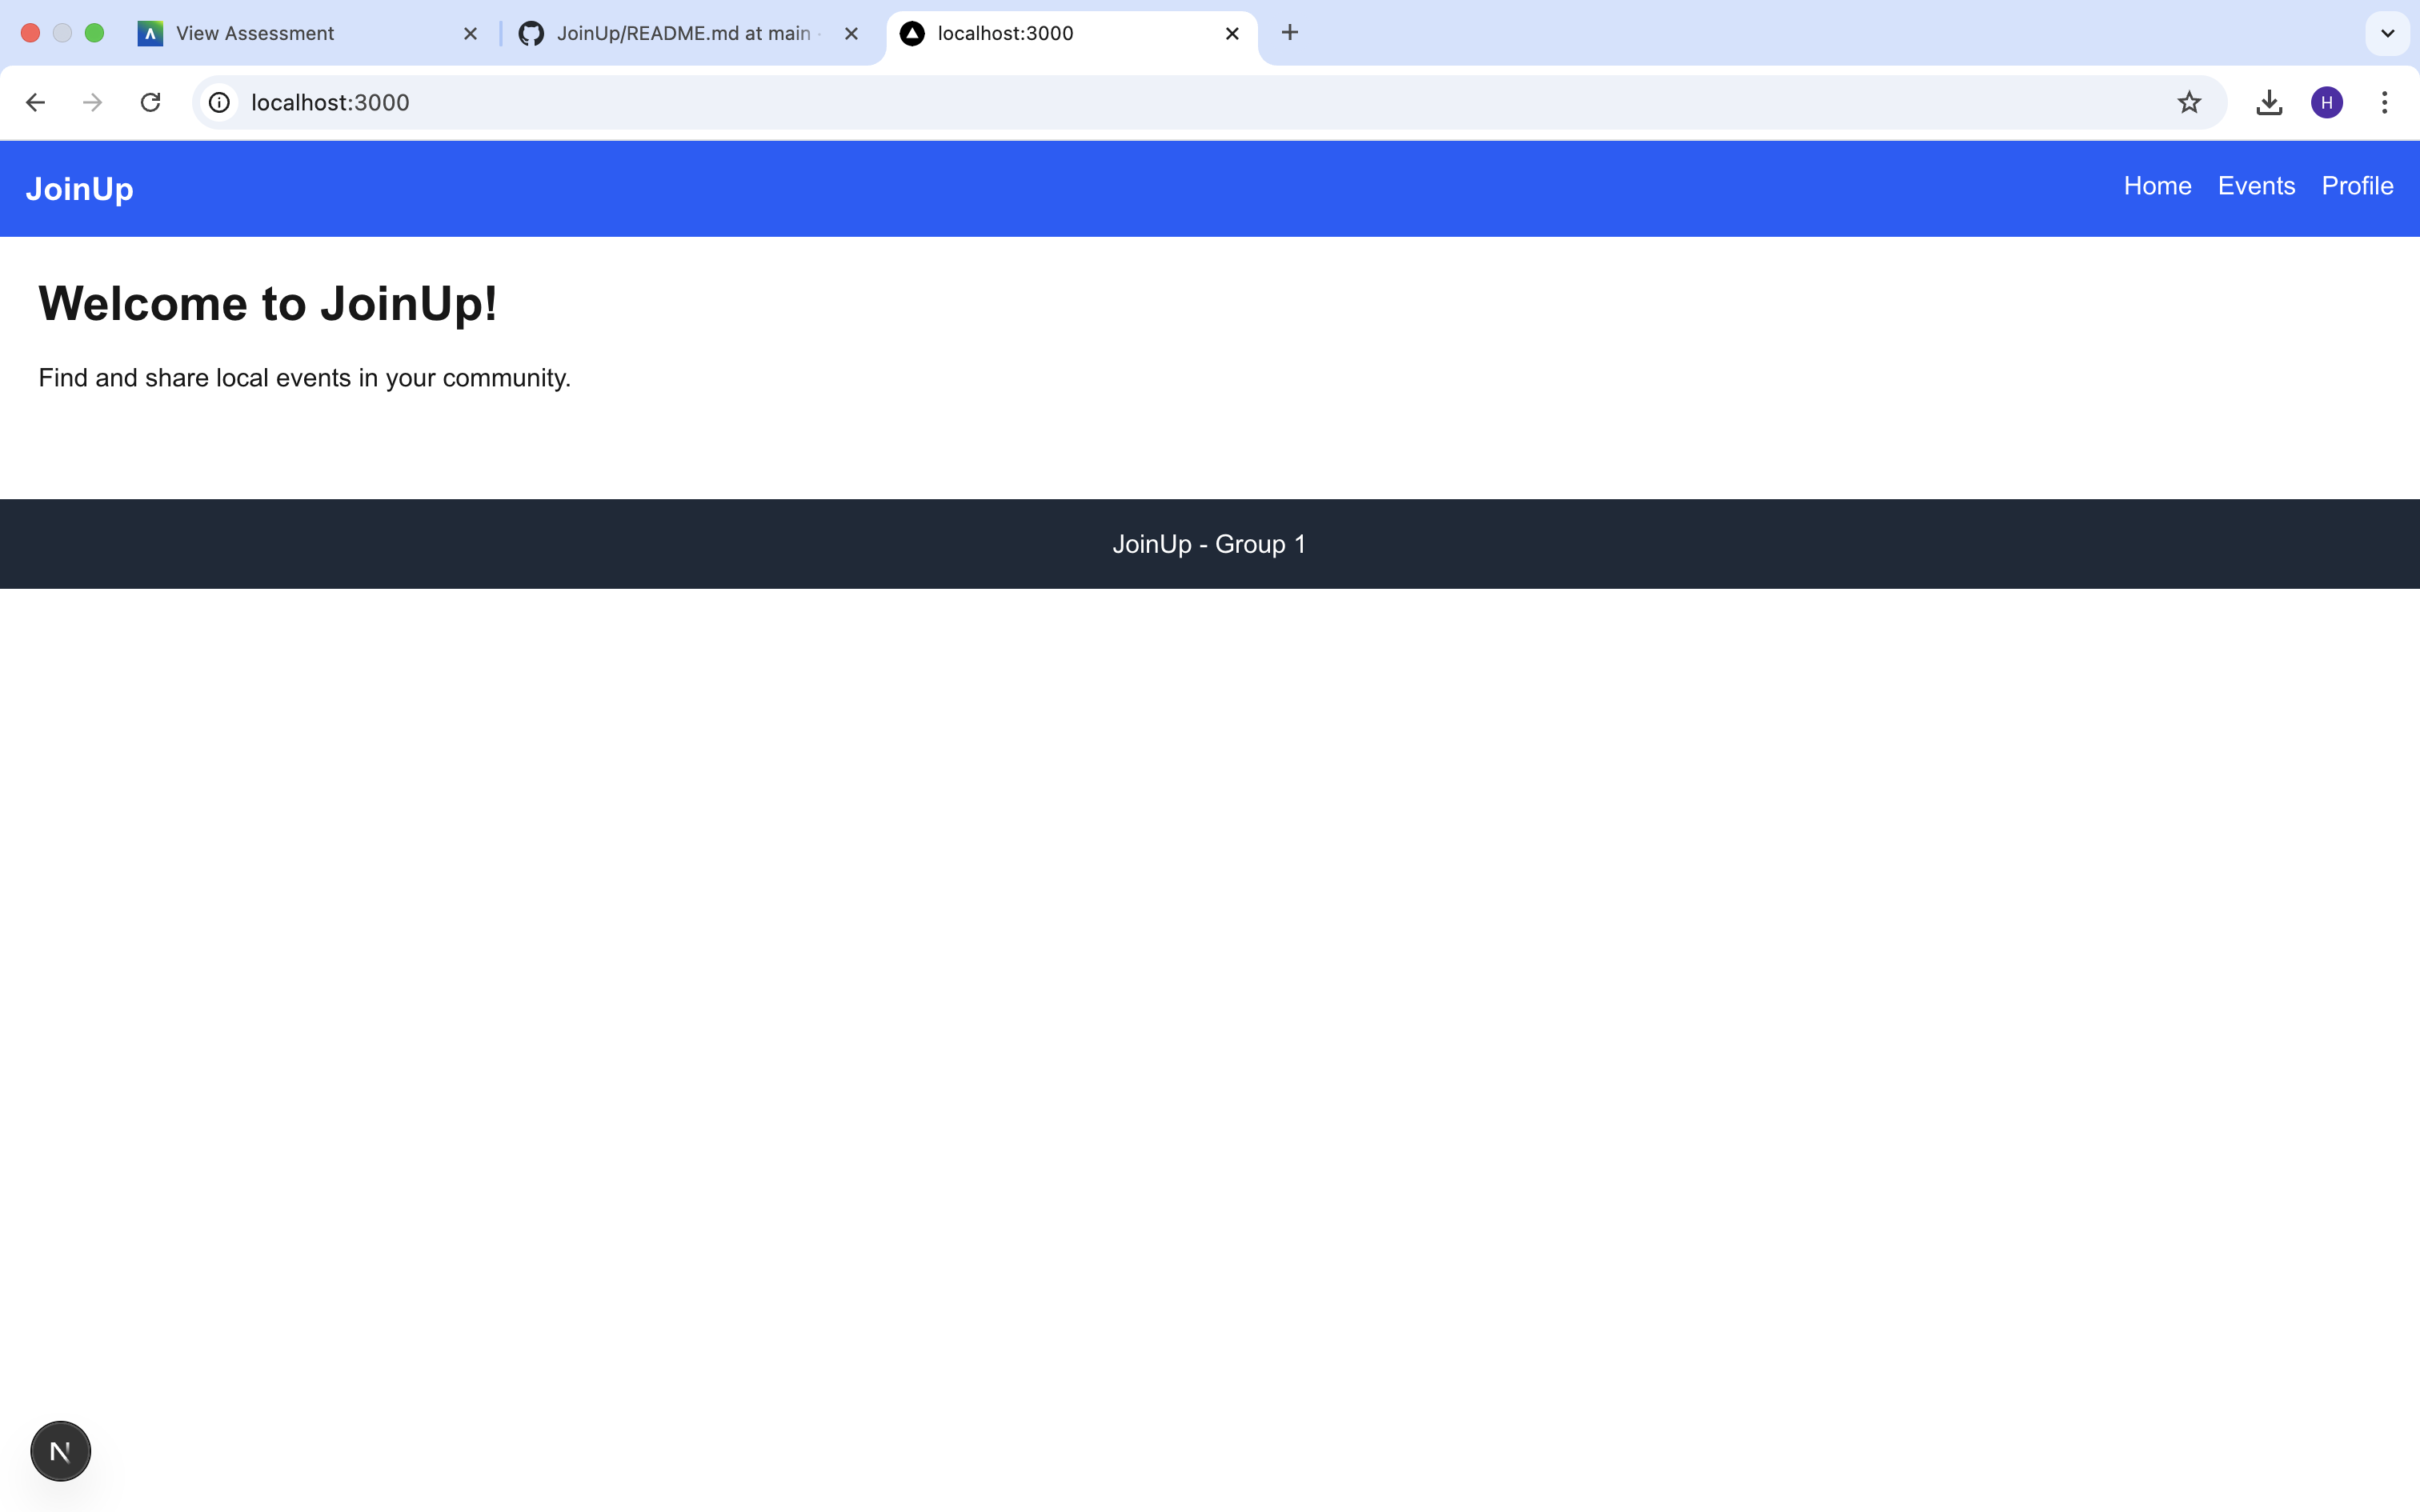 View Assessment
JoinUp/README.md at main
localhost:3000
localhost:3000
H
JoinUp
Home Events Profile
Welcome to JoinUp!
Find and share local events in your community.
JoinUp - Group 1
N